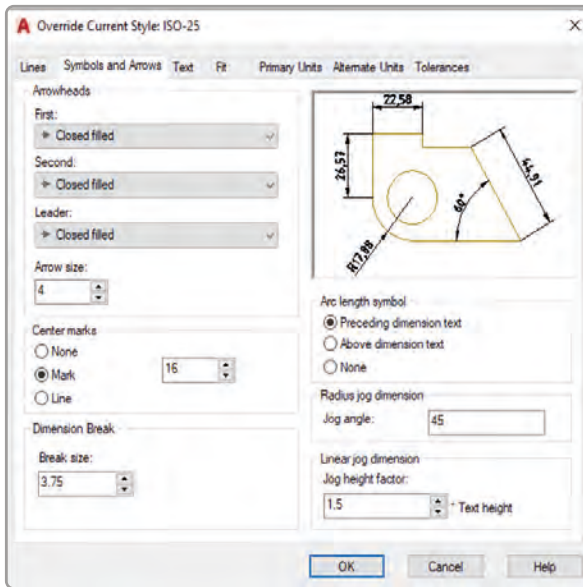 A Override Current Style: ISO-25
Lines Symbols and Arrows Text Fit Primary Units Alternate Units Tolerances
Arrowheads
First:
Closed filled
Second:
Closed filled
Leader:
Closed filled
Arrow size:
4
Center marks
None
Mark
Line
16
Dimension Break
Break size:
3.75
22,58
26,57
44,91
60°
R17,98
Arc length symbol
Preceding dimension text
Above dimension text
None
Radius jog dimension
Jog angle:
45
Linear jog dimension
Jog height factor:
1.5
* Text height
OK Cancel Help